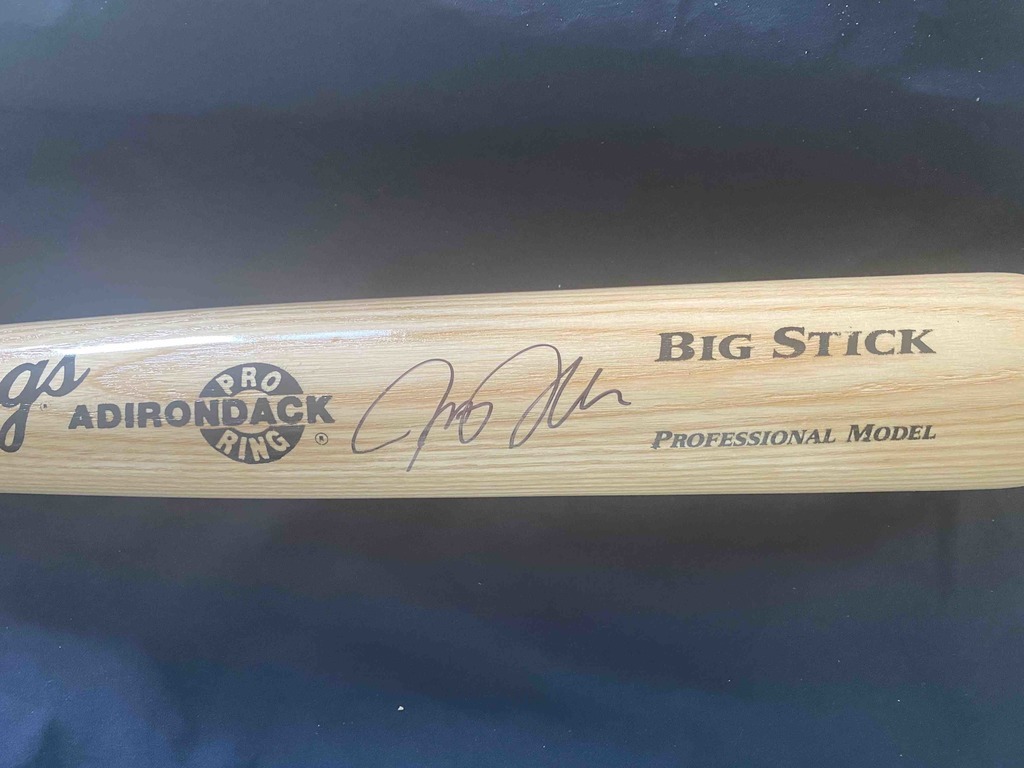 gs
PRO
ADIRONDACK
RING ®
BIG STICK
PROFESSIONAL MODEL